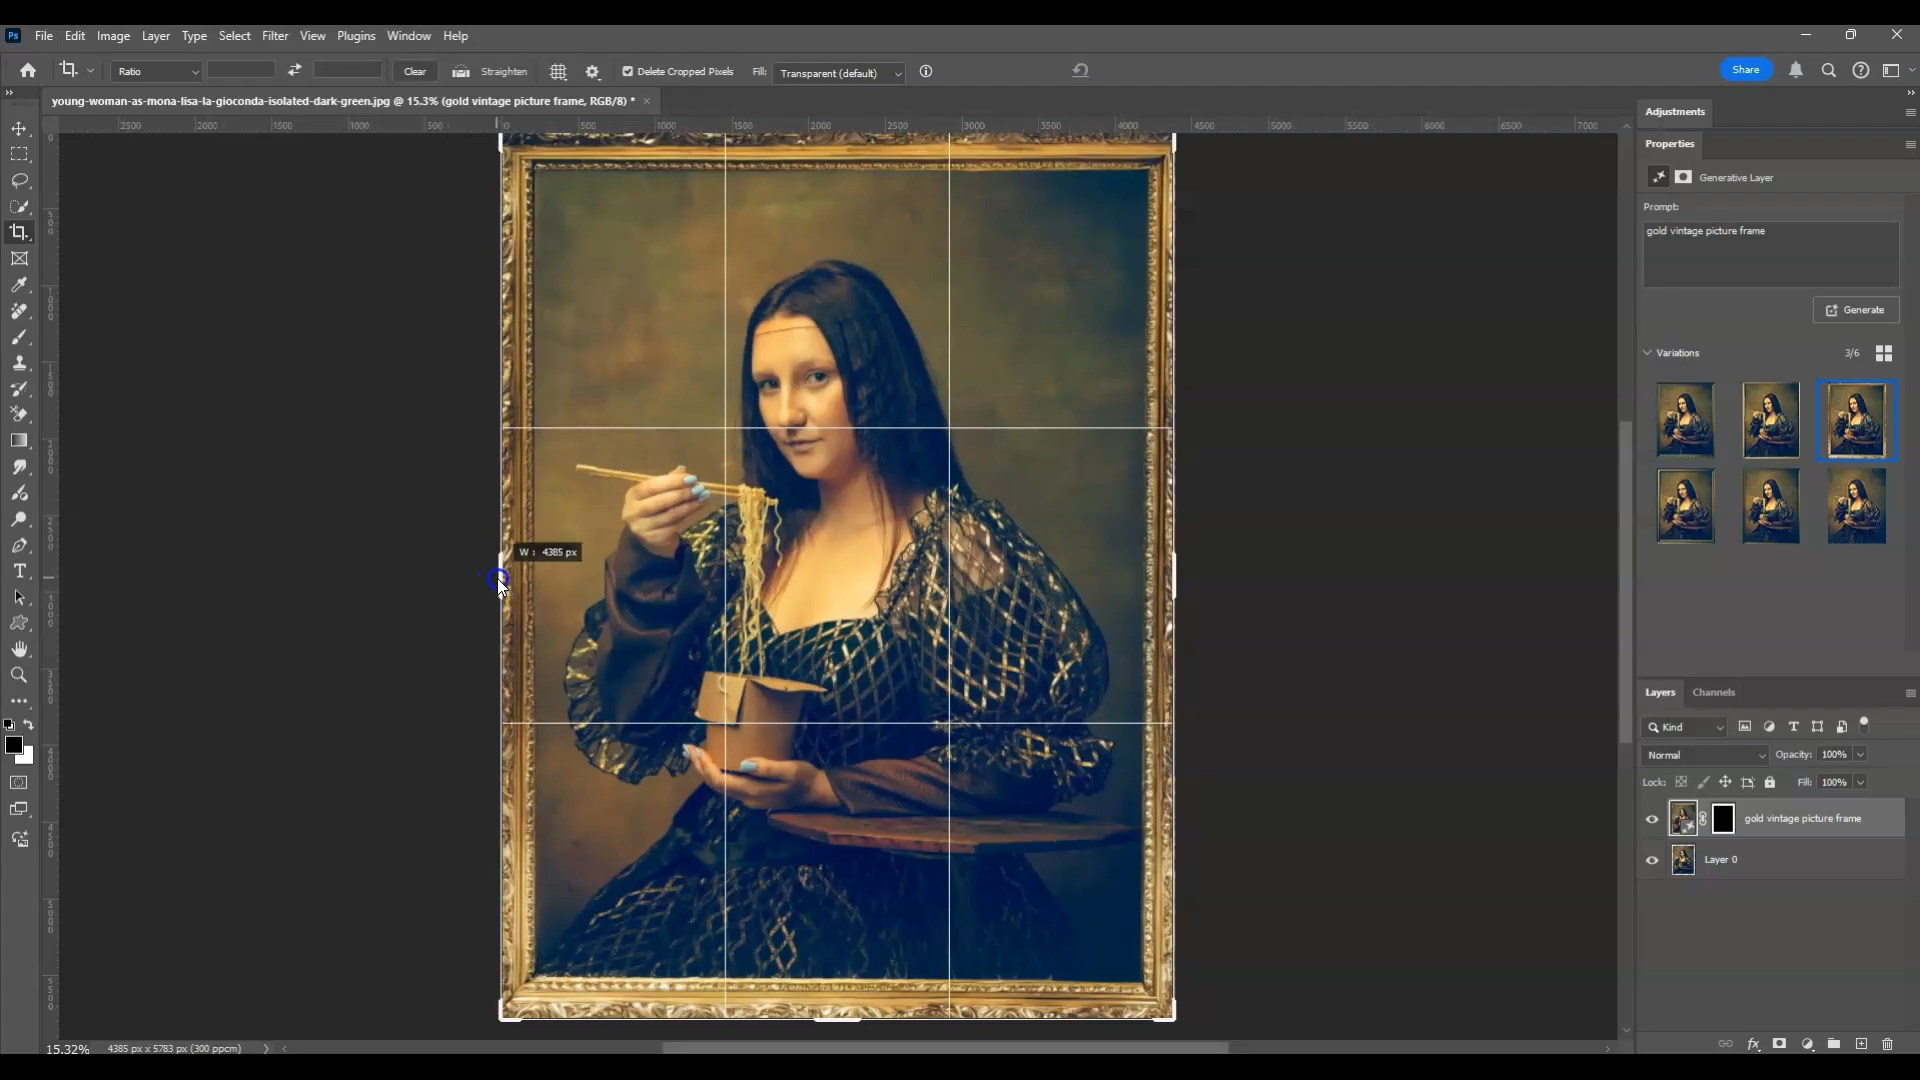 Ps File Edit Image Layer Type Select Filter View Plugins Window Help
Ratio Clear Straighten Delete Cropped Pixels Fill: Transparent (default) Share
young-woman-as-mona-lisa-la-gioconda-isolated-dark-green.jpg @ 15.3% (gold vintage picture frame, RGB/8) *
2500 2000 1500 1000 500 0 500 1000 1500 2000 2500 3000 3500 4000 4500 5000 5500 6000 6500 7000
Adjustments
Properties
Generative Layer
Prompt:
gold vintage picture frame
Generate
Variations 3/6
W : 4385 px
Layers Channels
Kind
Normal Opacity: 100%
Lock: Fill: 100%
gold vintage picture frame
Layer 0
15.32% 4385 px x 5783 px (300 ppcm)